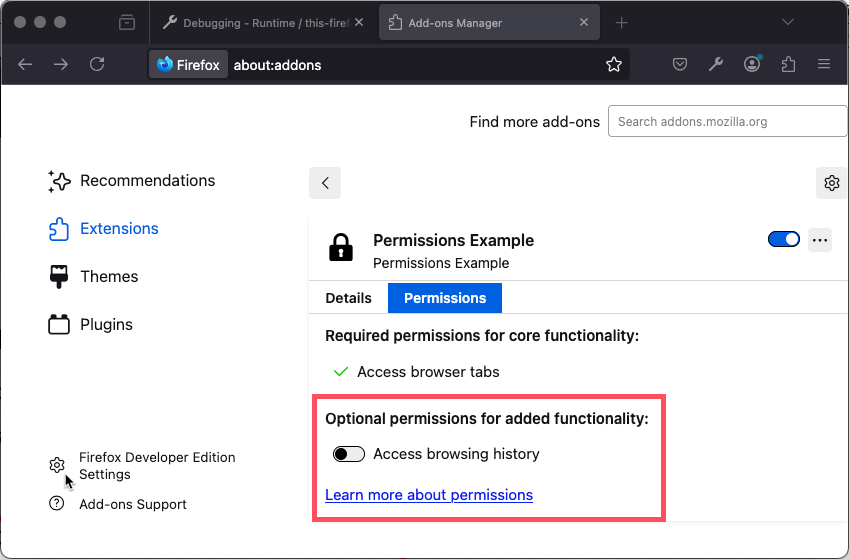 Debugging - Runtime / this-firef
Add-ons Manager
Firefox about:addons
Find more add-ons Search addons.mozilla.org
Recommendations
Extensions
Themes
Plugins
Firefox Developer Edition
Settings
Add-ons Support
Permissions Example
Permissions Example
Details Permissions
Required permissions for core functionality:
Access browser tabs
Optional permissions for added functionality:
Access browsing history
Learn more about permissions